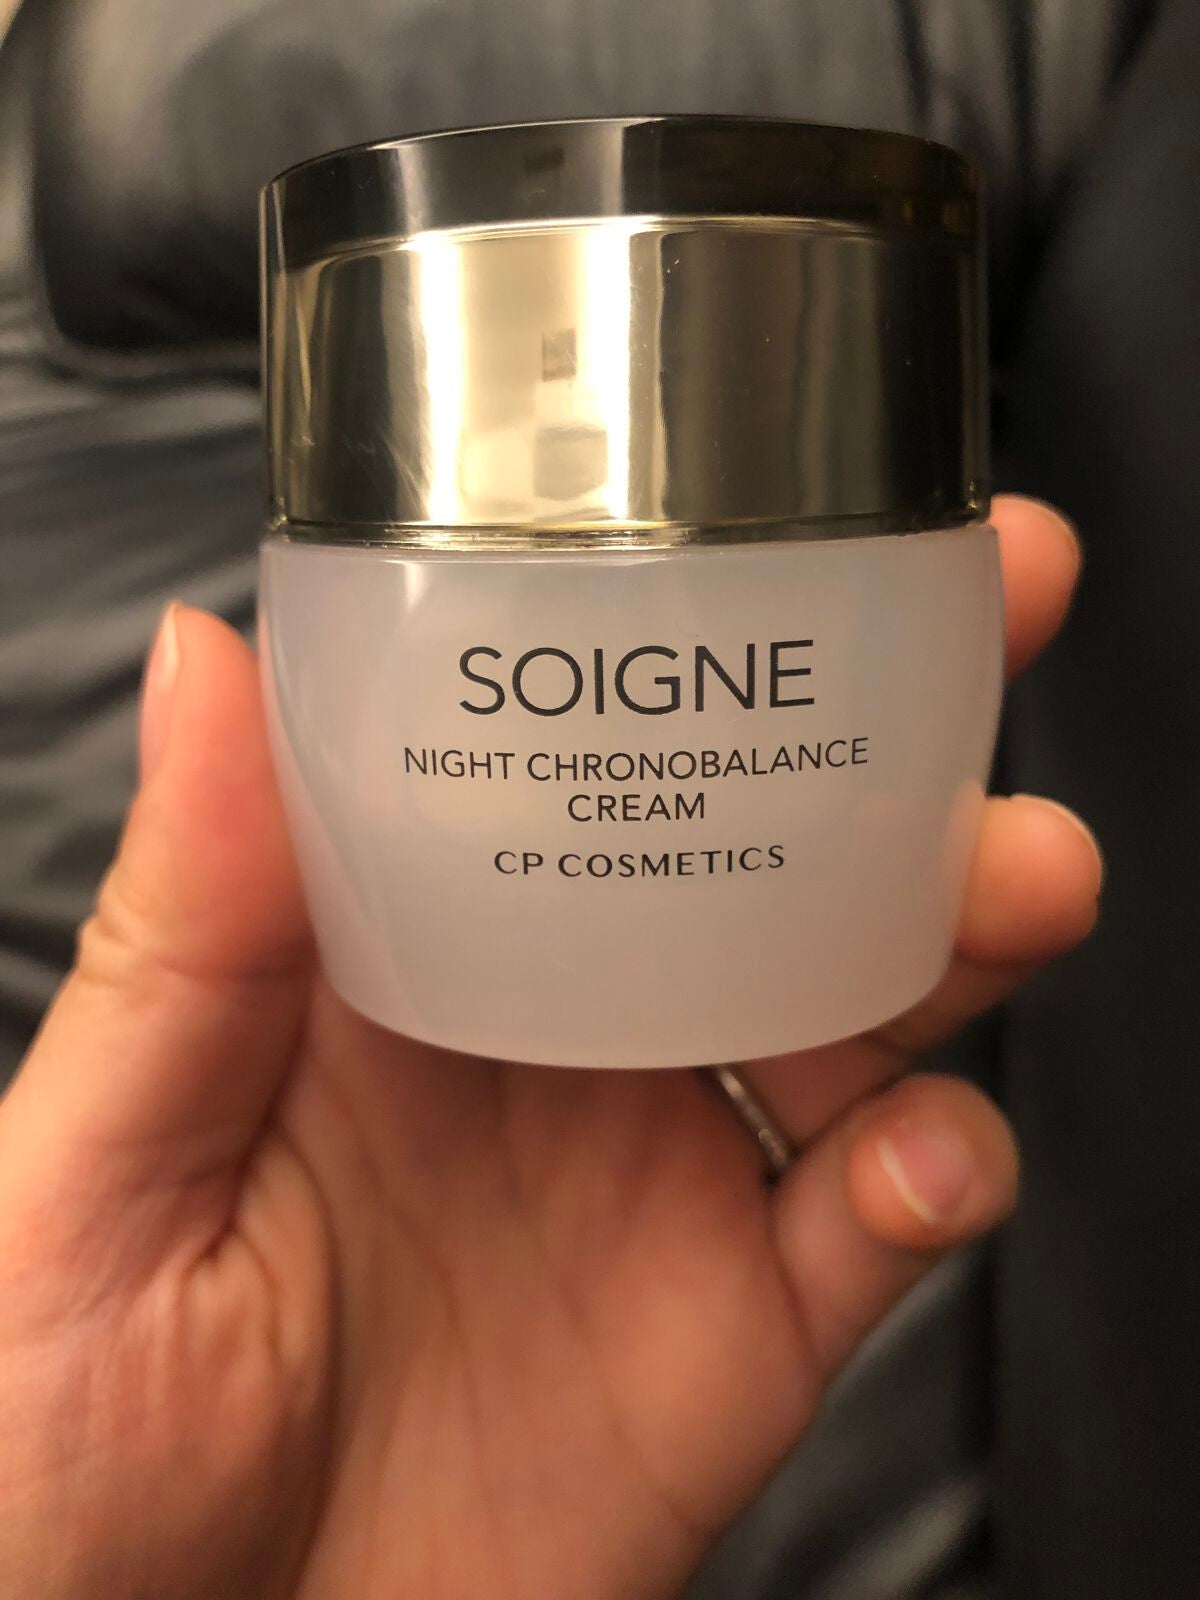 SOIGNE
NIGHT CHRONOBALANCE
CREAM
CP COSMETICS